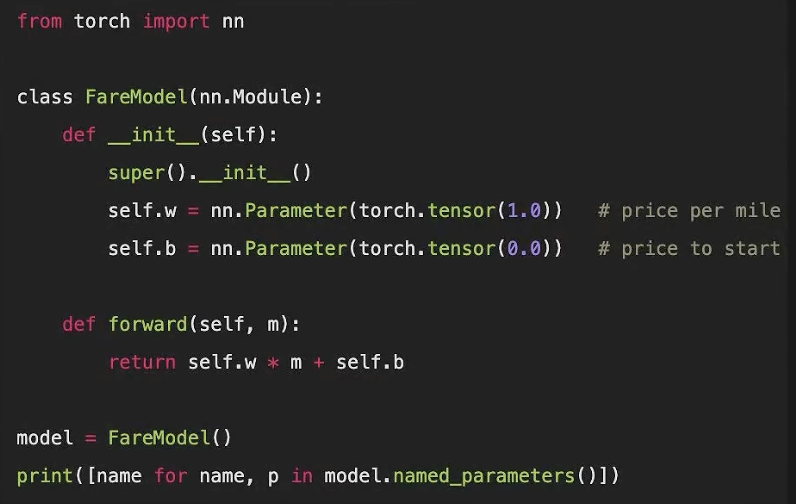 from torch import nn

class FareModel(nn.Module):
    def __init__(self):
        super().__init__()
        self.w = nn.Parameter(torch.tensor(1.0))   # price per mile
        self.b = nn.Parameter(torch.tensor(0.0))   # price to start

    def forward(self, m):
        return self.w * m + self.b

model = FareModel()
print([name for name, p in model.named_parameters()])